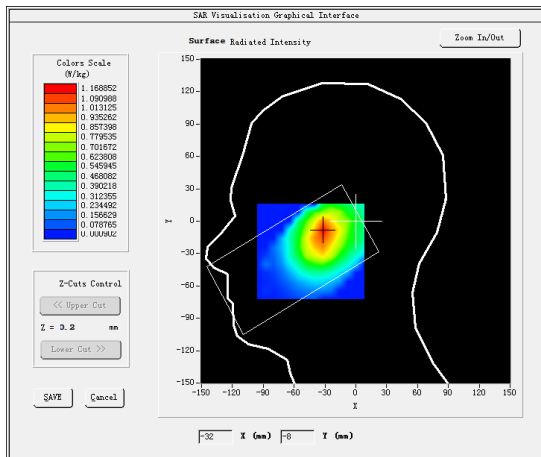 SAR Visualisation Graphical Interface
Surface Radiated Intensity
Zoom In/Out
Colors Scale
(W/kg)
1.168852
1.090988
1.013125
0.935262
0.857398
0.779535
0.701672
0.623808
0.545945
0.468082
0.390218
0.312355
0.234492
0.156629
0.078765
0.000902
Z-Cuts Control
<< Upper Cut
Z = 0.2 mm
Lower Cut >>
SAVE
Cancel
150
120
90
60
30
0
-30
-60
-90
-120
-150
Y
-150 -120 -90 -60 -30 0 30 60 90 120 150
X
-32 X (mm) -8 Y (mm)